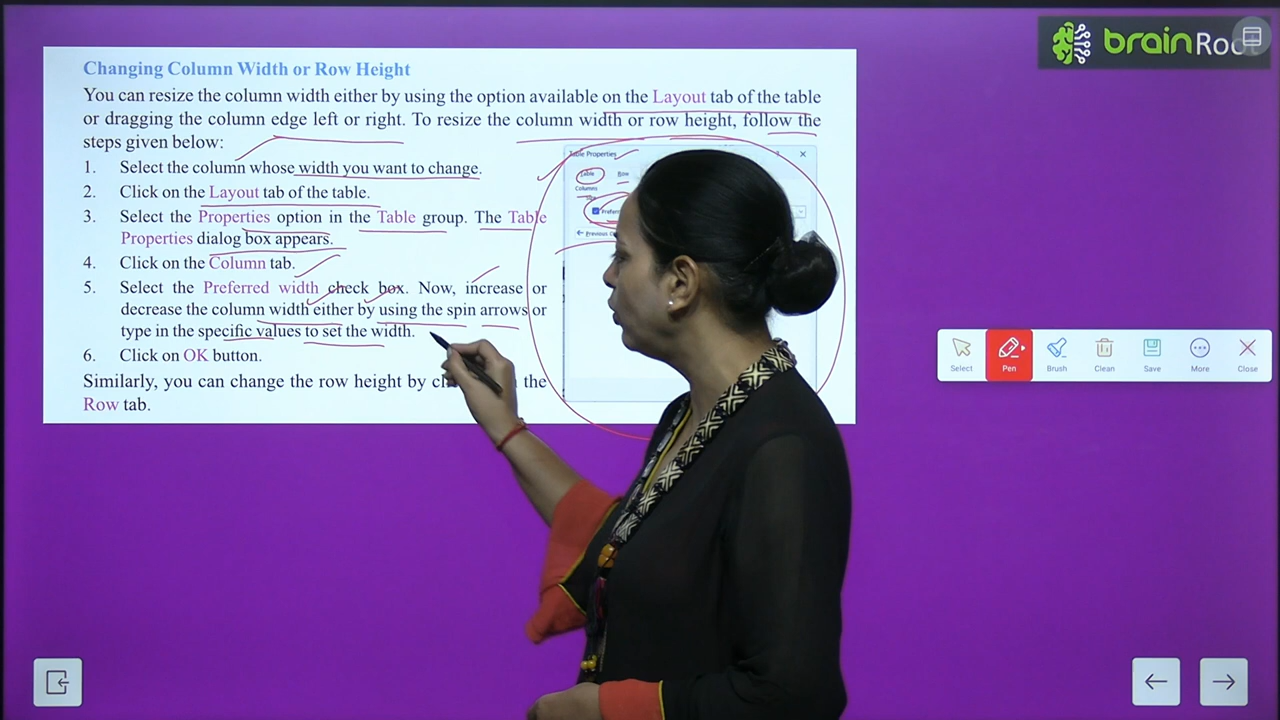 brainRoot
Changing Column Width or Row Height
You can resize the column width either by using the option available on the Layout tab of the table
or dragging the column edge left or right. To resize the column width or row height, follow the
steps given below:
1. Select the column whose width you want to change.
2. Click on the Layout tab of the table.
3. Select the Properties option in the Table group. The Table
Properties dialog box appears.
4. Click on the Column tab.
5. Select the Preferred width check box. Now, increase or
decrease the column width either by using the spin arrows or
type in the specific values to set the width.
6. Click on OK button.
Similarly, you can change the row height by the
Row tab.
Table Properties
Table Row
Columns
Size
Previous
Select Pen Brush Clean Save More Close